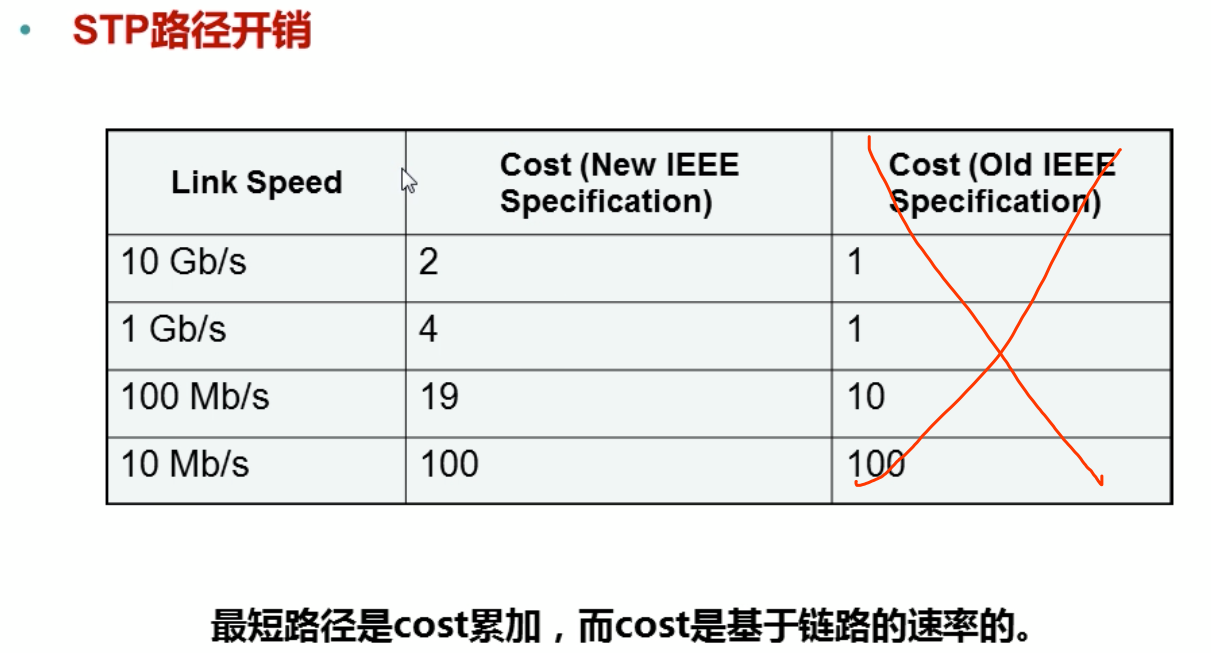 • STP路径开销
Link Speed
Cost (New IEEE
Specification)
Cost (Old IEEE
Specification)
10 Gb/s 2 1
1 Gb/s 4 1
100 Mb/s 19 10
10 Mb/s 100 100
最短路径是cost累加，而cost是基于链路的速率的。